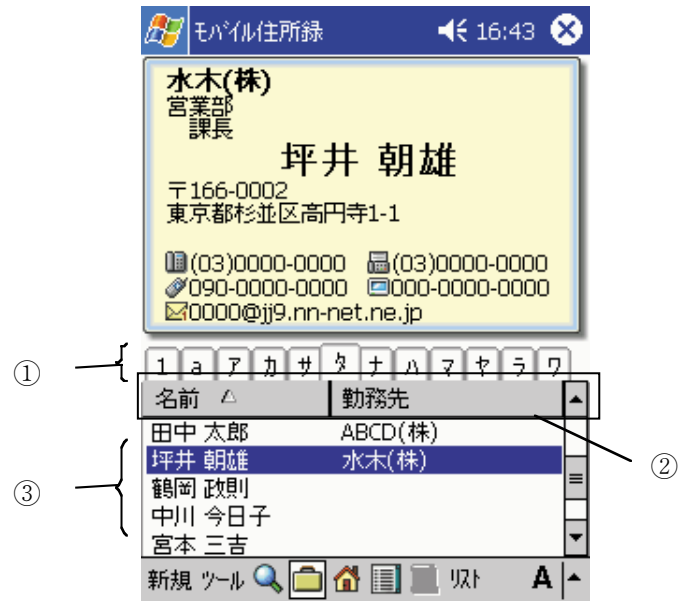 モバイル住所録 16:43
水木(株)
営業部
課長
坪井 朝雄
〒166-0002
東京都杉並区高円寺1-1
(03)0000-0000 (03)0000-0000
090-0000-0000 000-0000-0000
0000@jj9.nn-net.ne.jp
① 1 a ア カ サ タ ナ ハ マ ヤ ラ ワ
名前 △ 勤務先
②
田中 太郎 ABCD(株)
坪井 朝雄 水木(株)
③ 鶴岡 政則
中川 今日子
宮本 三吉
新規 ツール リスト A